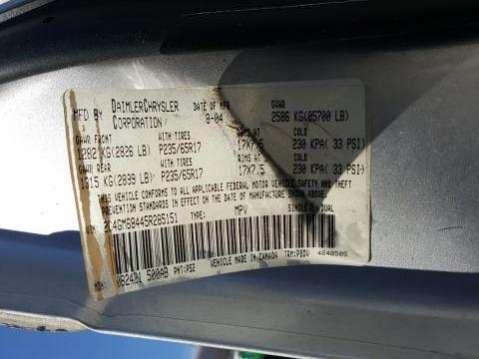 MFD BY DAIMLERCHRYSLER CORPORATION
DATE OF MFR 8-04
GVWR 2586 KG(05700 LB)
GAWR FRONT WITH TIRES COLD
1282 KG(2826 LB) P235/65R17 17X7.5 230 KPA( 33 PSI)
GAWR REAR WITH TIRES RIMS AT COLD
KG(2899 LB) P235/65R17 17X7.5 230 KPA( 33 PSI)
THIS VEHICLE CONFORMS TO ALL APPLICABLE FEDERAL MOTOR VEHICLE SAFETY AND THEFT
PREVENTION STANDARDS IN EFFECT ON THE DATE OF MANUFACTURE SHOWN ABOVE
TYPE: MPV
500AB PNT:PS2
VEHICLE MADE IN CANADA